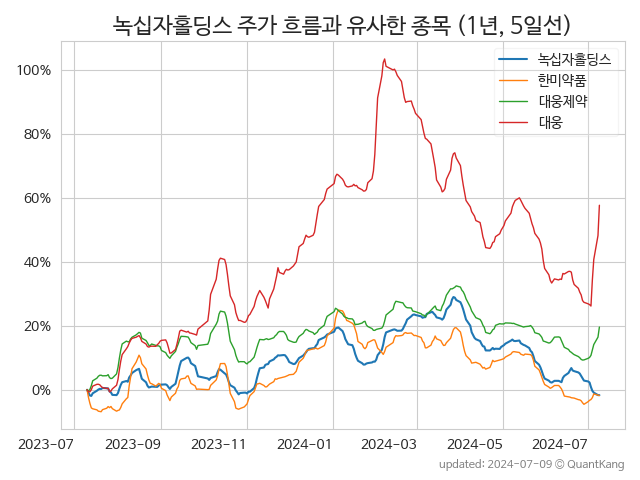 녹십자홀딩스 주가 흐름과 유사한 종목 (1년, 5일선)
녹십자홀딩스
한미약품
대웅제약
대웅
100%
80%
60%
40%
20%
0%
2023-07 2023-09 2023-11 2024-01 2024-03 2024-05 2024-07
updated: 2024-07-09 © QuantKang